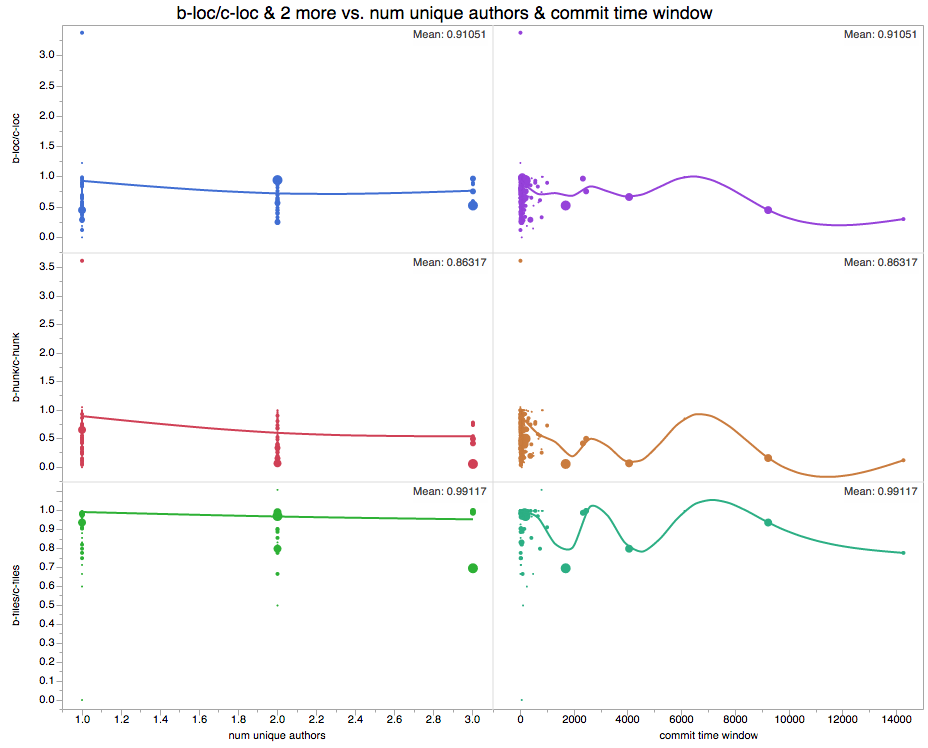 b-loc/c-loc & 2 more vs. num unique authors & commit time window
Mean: 0.91051
Mean: 0.91051
3.0
2.5
2.0
1.5
1.0
0.5
0.0
b-loc/c-loc
Mean: 0.86317
Mean: 0.86317
3.5
3.0
2.5
2.0
1.5
1.0
0.5
0.0
b-hunk/c-hunk
Mean: 0.99117
Mean: 0.99117
1.0
0.9
0.8
0.7
0.6
0.5
0.4
0.3
0.2
0.1
0.0
b-files/c-files
1.0 1.2 1.4 1.6 1.8 2.0 2.2 2.4 2.6 2.8 3.0
0 2000 4000 6000 8000 10000 12000 14000
num unique authors
commit time window